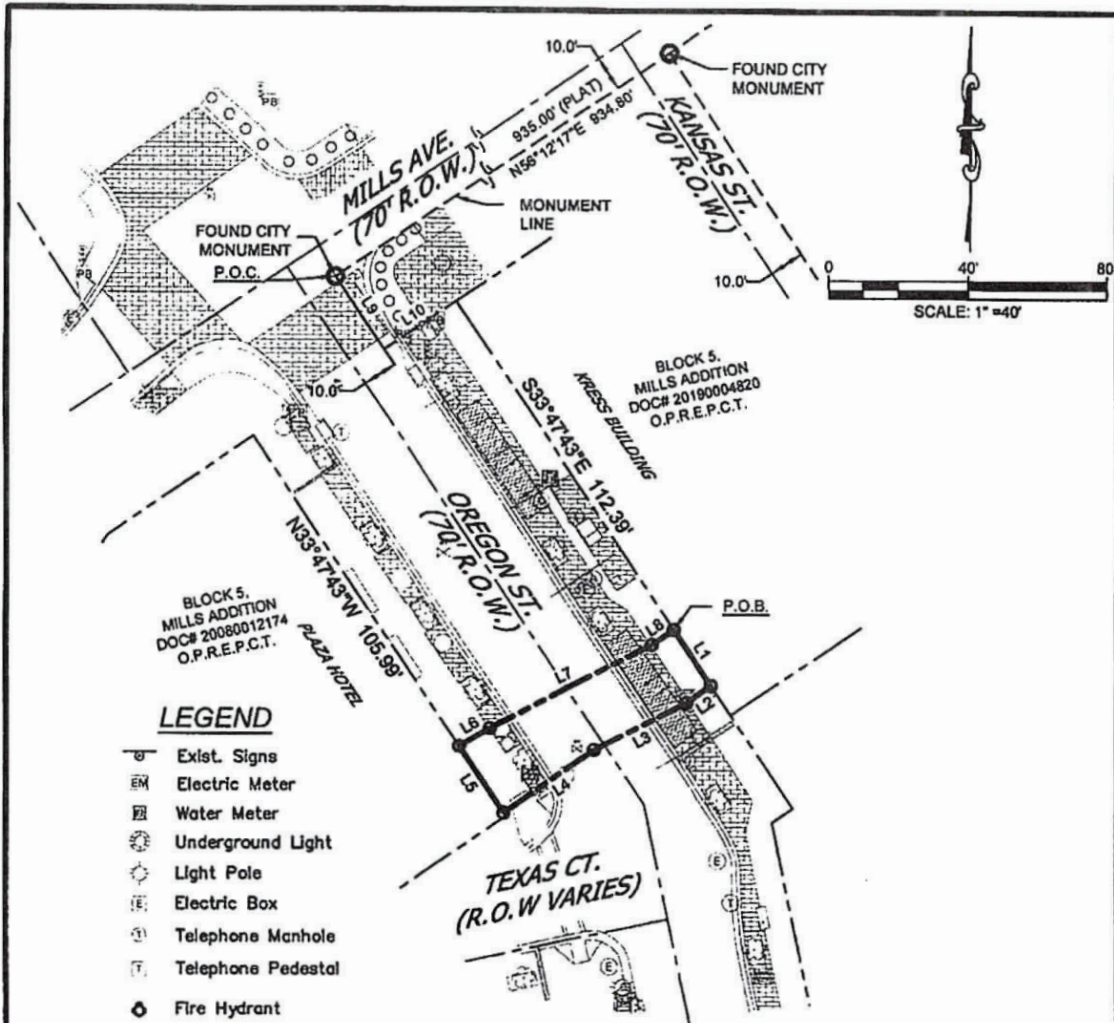 10.0'
FOUND CITY
MONUMENT
935.00' (PLAT)
N56°12'17"E 934.80'
KANSAS ST.
(70' R.O.W.)
MILLS AVE.
(70' R.O.W.)
PB
MONUMENT
LINE
FOUND CITY
MONUMENT
P.O.C.
PB
10.0'
0 40' 80
SCALE: 1" =40'
L9
L10
10.0'
BLOCK 5,
MILLS ADDITION
DOC# 20190004820
O.P.R.E.P.C.T.
KRESS BUILDING
S33°47'43"E 112.39'
OREGON ST.
(70' R.O.W.)
N33°47'43"W 105.99'
BLOCK 5,
MILLS ADDITION
DOC# 20080012174
O.P.R.E.P.C.T.
PLAZA HOTEL
P.O.B.
L8
L1
L7
L2
L6
L3
L5
L4
TEXAS CT.
(R.O.W VARIES)
E
T
E
LEGEND
Exist. Signs
EM Electric Meter
Water Meter
Underground Light
Light Pole
E Electric Box
T Telephone Manhole
T Telephone Pedestal
Fire Hydrant